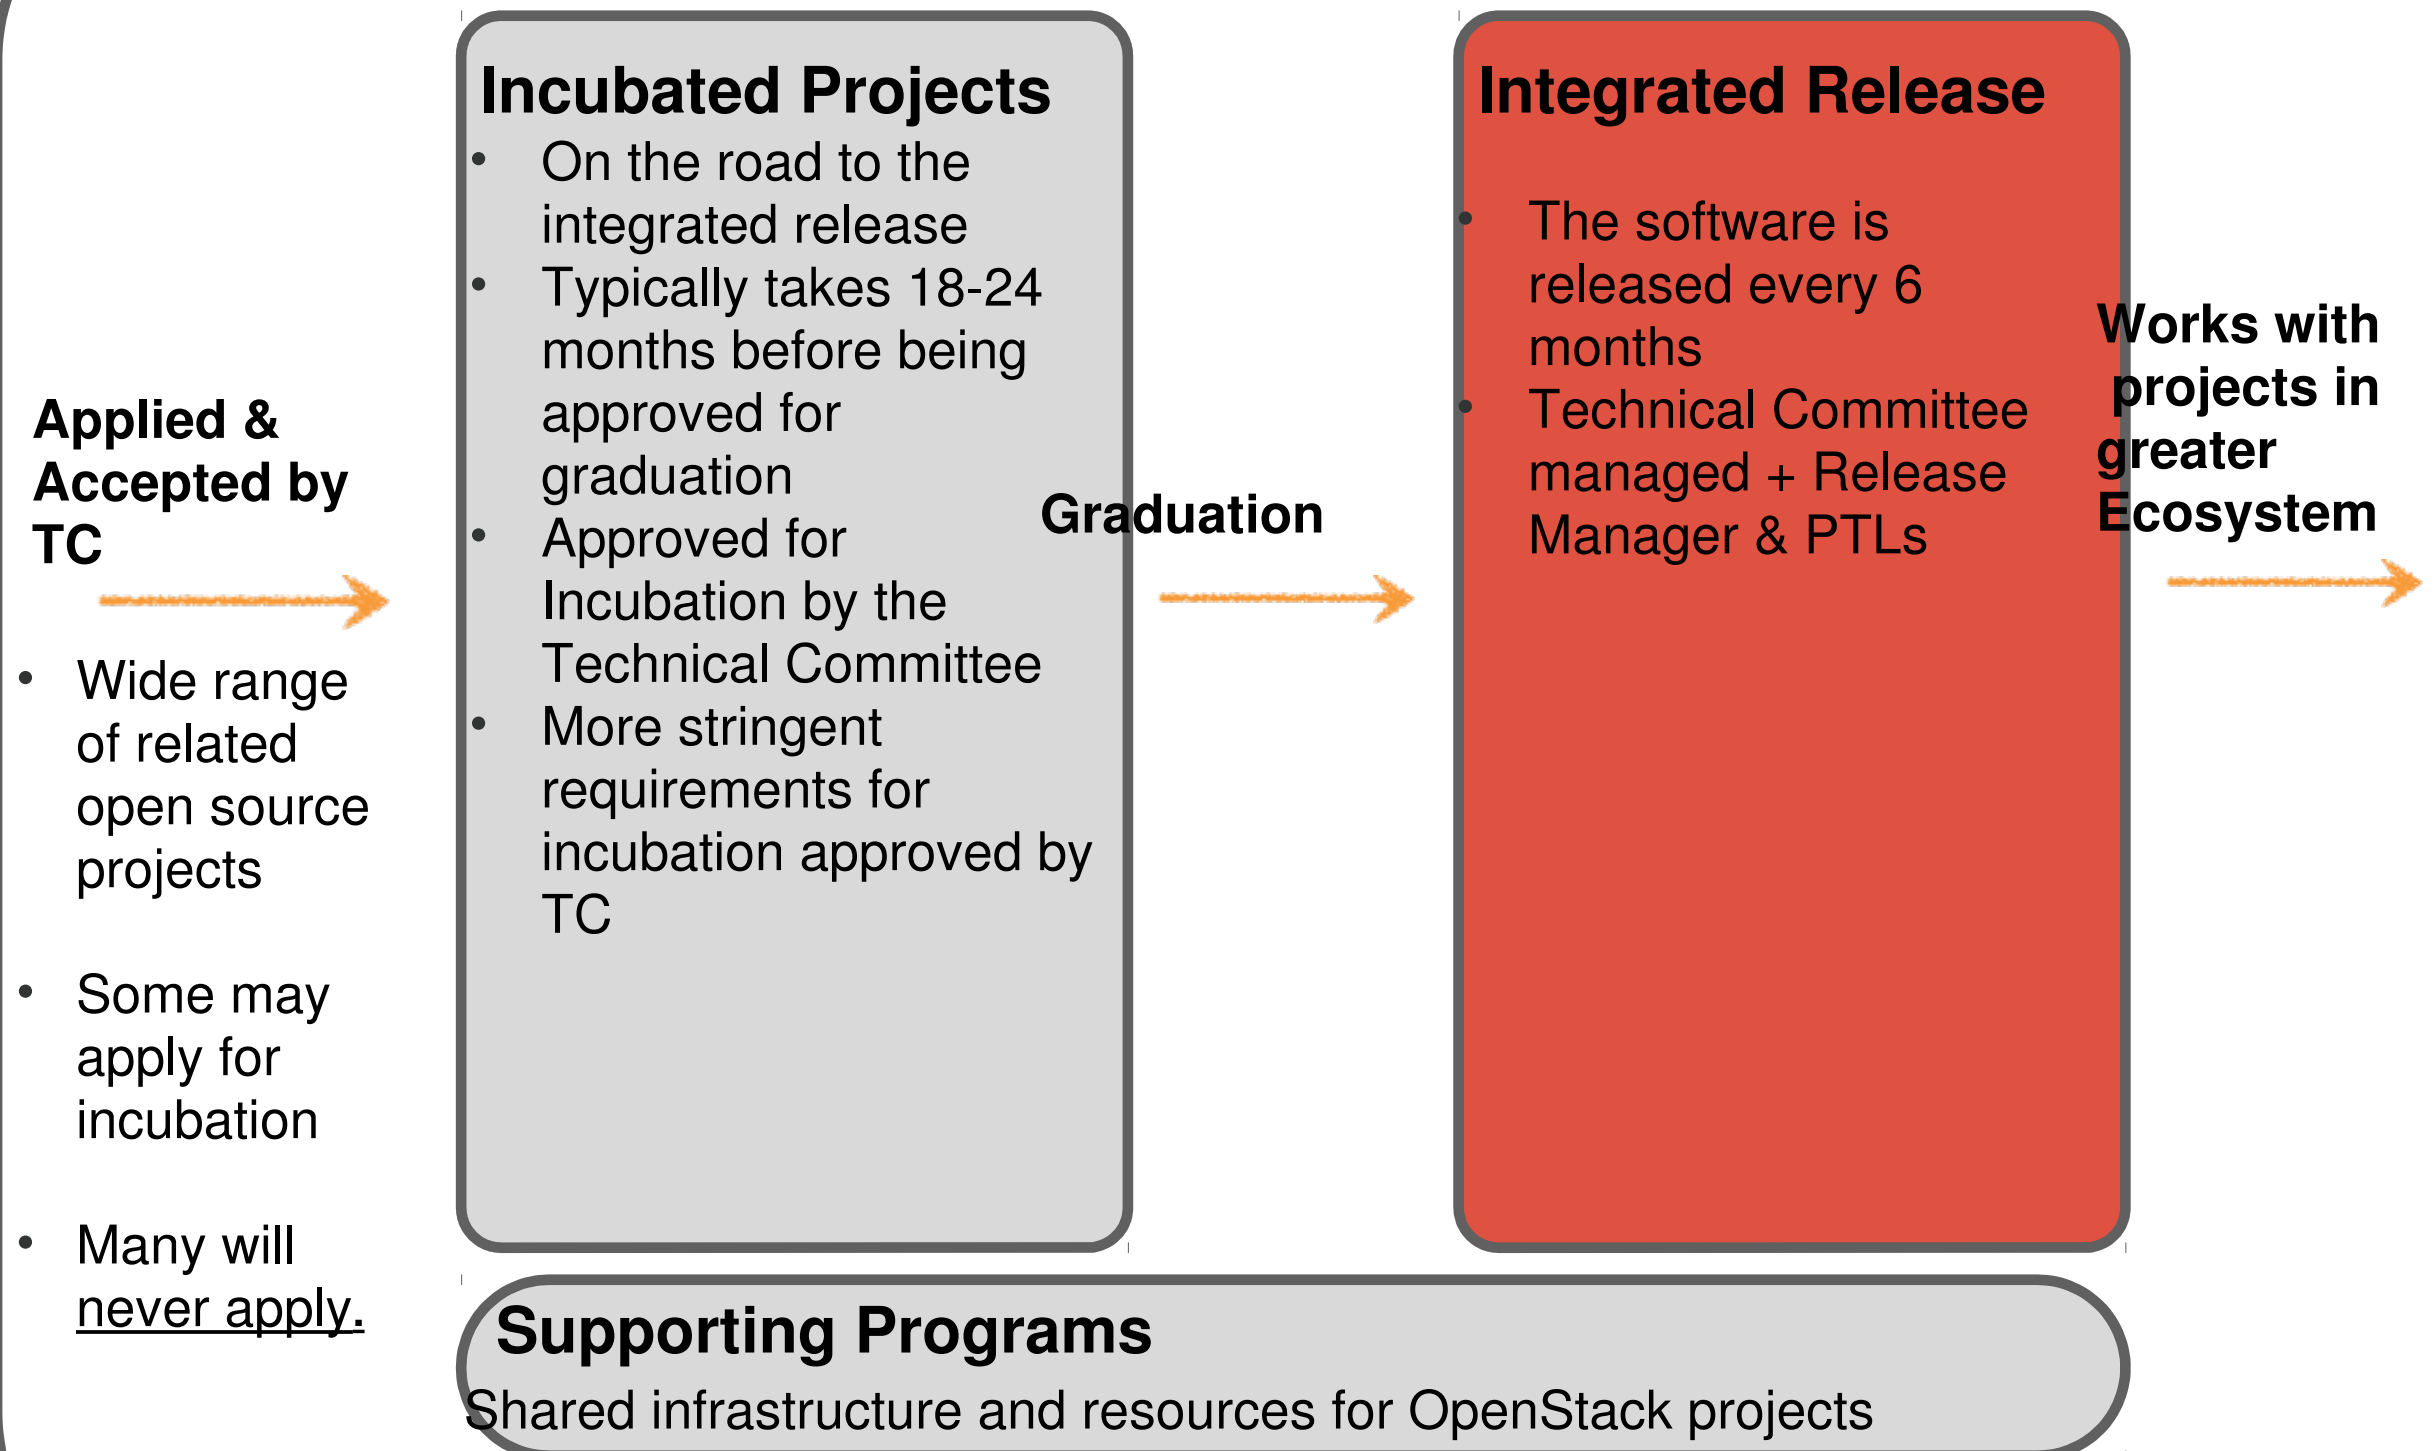 Applied &
Accepted by
TC
• Wide range
of related
open source
projects
• Some may
apply for
incubation
• Many will
never apply.
Incubated Projects
• On the road to the
integrated release
• Typically takes 18-24
months before being
approved for
graduation
• Approved for
Incubation by the
Technical Committee
• More stringent
requirements for
incubation approved by
TC
Graduation
Integrated Release
• The software is
released every 6
months
• Technical Committee
managed + Release
Manager & PTLs
Works with
projects in
greater
Ecosystem
Supporting Programs
Shared infrastructure and resources for OpenStack projects